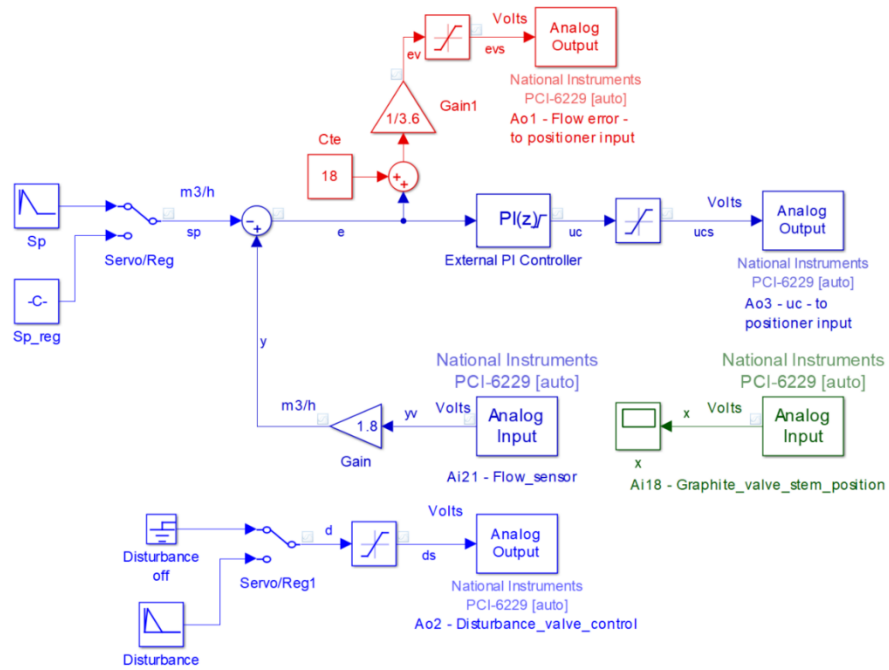 Volts
ev
evs
Analog
Output
National Instruments
PCI-6229 [auto]
Ao1 - Flow error -
to positioner input
1/3.6
Gain1
Cte
18
+
+
m3/h
Sp
sp
Servo/Reg
-
+
e
PI(z)
External PI Controller
uc
ucs
Volts
Analog
Output
National Instruments
PCI-6229 [auto]
Ao3 - uc - to
positioner input
-C-
Sp_reg
y
m3/h
1.8
Gain
yv
Volts
National Instruments
PCI-6229 [auto]
Analog
Input
Ai21 - Flow_sensor
National Instruments
PCI-6229 [auto]
x
x
Volts
Analog
Input
Ai18 - Graphite_valve_stem_position
Disturbance
off
Servo/Reg1
d
ds
Volts
Analog
Output
National Instruments
PCI-6229 [auto]
Ao2 - Disturbance_valve_control
Disturbance